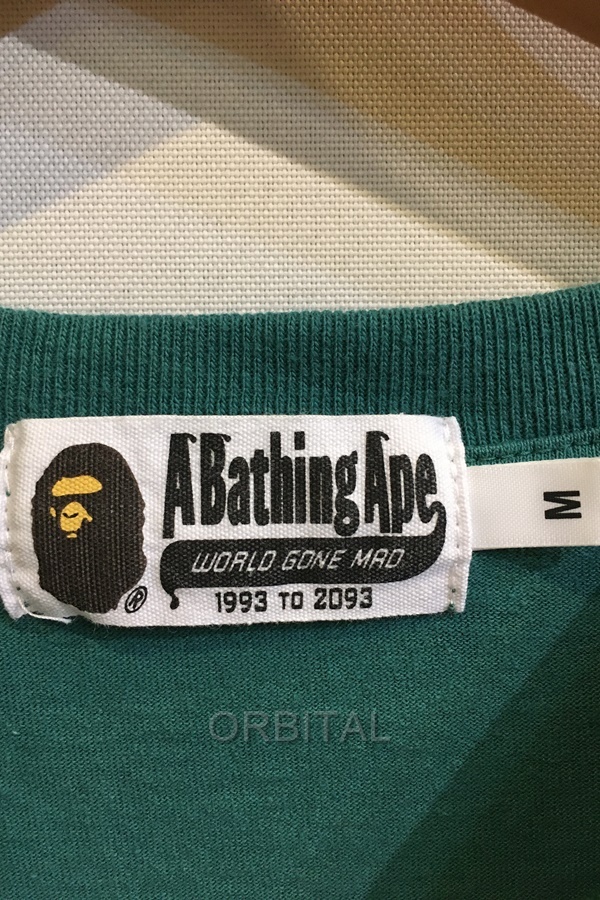 A Bathing Ape
WORLD GONE MAD
®
1993 TO 2093
M
ORBITAL